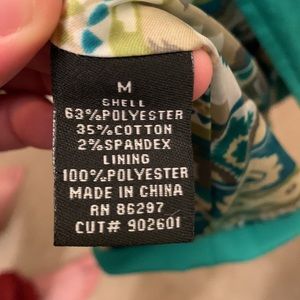 M
SHELL
63%POLYESTER
35%COTTON
2%SPANDEX
LINING
100%POLYESTER
MADE IN CHINA
RN 86297
CUT# 902601